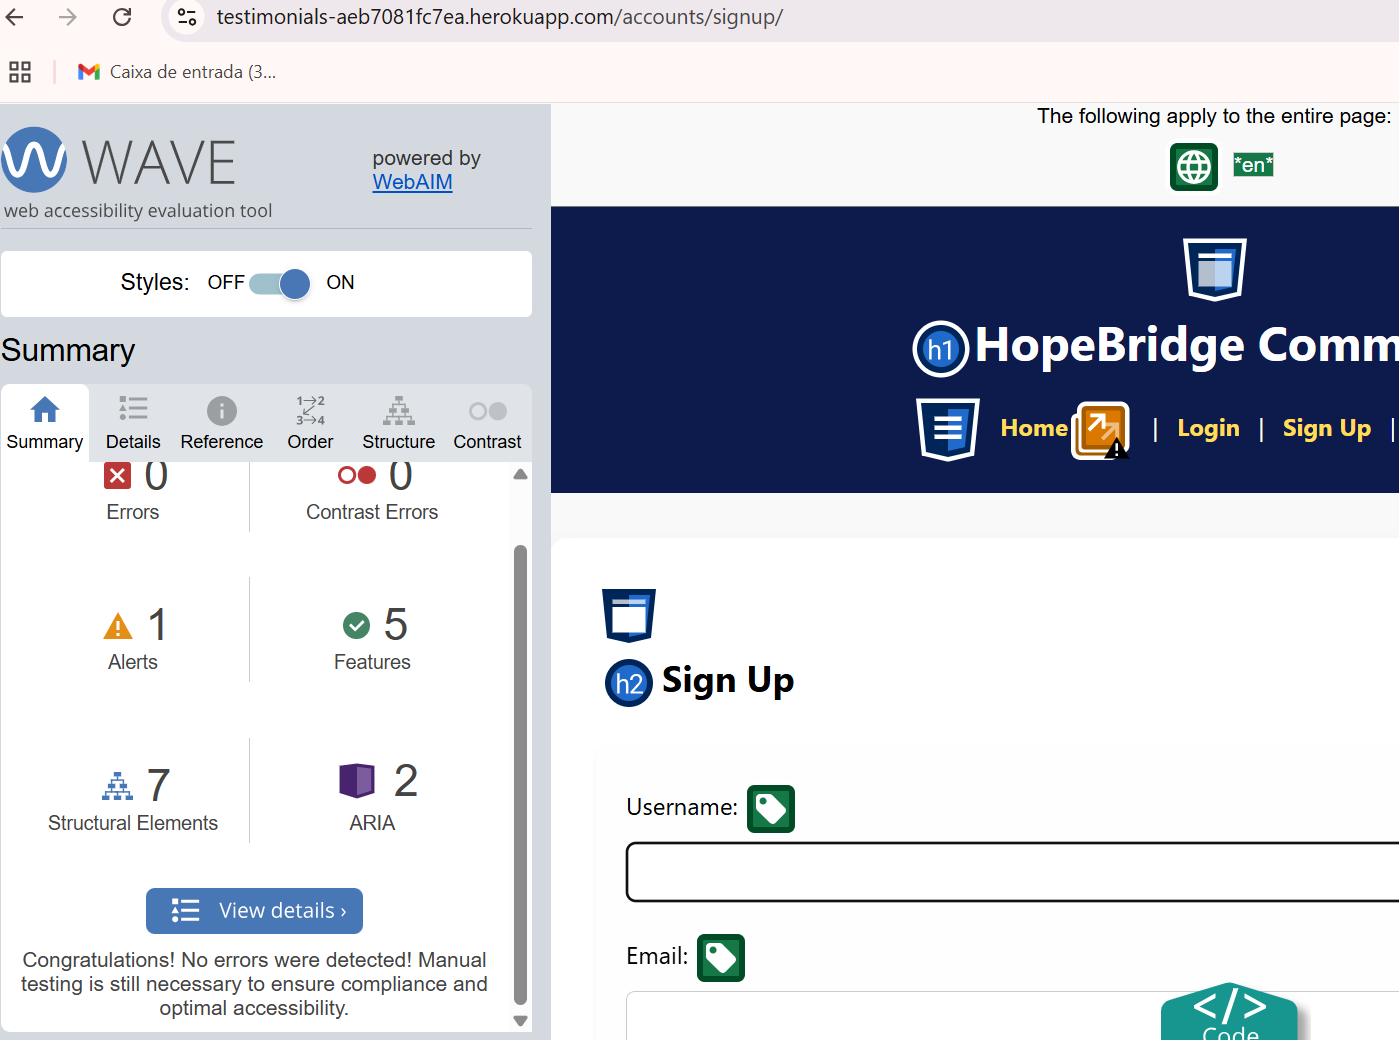 testimonials-aeb7081fc7ea.herokuapp.com/accounts/signup/
Caixa de entrada (3...
WAVE
powered by
WebAIM
web accessibility evaluation tool
Styles: OFF ON
Summary
Summary Details Reference Order Structure Contrast
0 Errors
0 Contrast Errors
1 Alerts
5 Features
7 Structural Elements
2 ARIA
View details ›
Congratulations! No errors were detected! Manual
testing is still necessary to ensure compliance and
optimal accessibility.
The following apply to the entire page:
*en*
h1 HopeBridge Comm
Home | Login | Sign Up |
h2 Sign Up
Username:
Email:
</>
Code